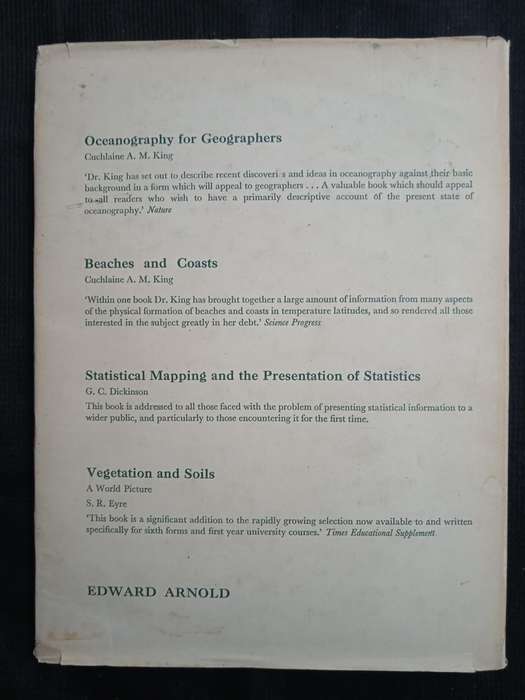 Oceanography for Geographers
Cuchlaine A. M. King
'Dr. King has set out to describe recent discoveri s and ideas in oceanography against their basic
background in a form which will appeal to geographers . . . A valuable book which should appeal
to all readers who wish to have a primarily descriptive account of the present state of
oceanography.' Nature
Beaches and Coasts
Cuchlaine A. M. King
'Within one book Dr. King has brought together a large amount of information from many aspects
of the physical formation of beaches and coasts in temperature latitudes, and so rendered all those
interested in the subject greatly in her debt.' Science Progress
Statistical Mapping and the Presentation of Statistics
G. C. Dickinson
This book is addressed to all those faced with the problem of presenting statistical information to a
wider public, and particularly to those encountering it for the first time.
Vegetation and Soils
A World Picture
S. R. Eyre
'This book is a significant addition to the rapidly growing selection now available to and written
specifically for sixth forms and first year university courses.' Times Educational Supplement
EDWARD ARNOLD